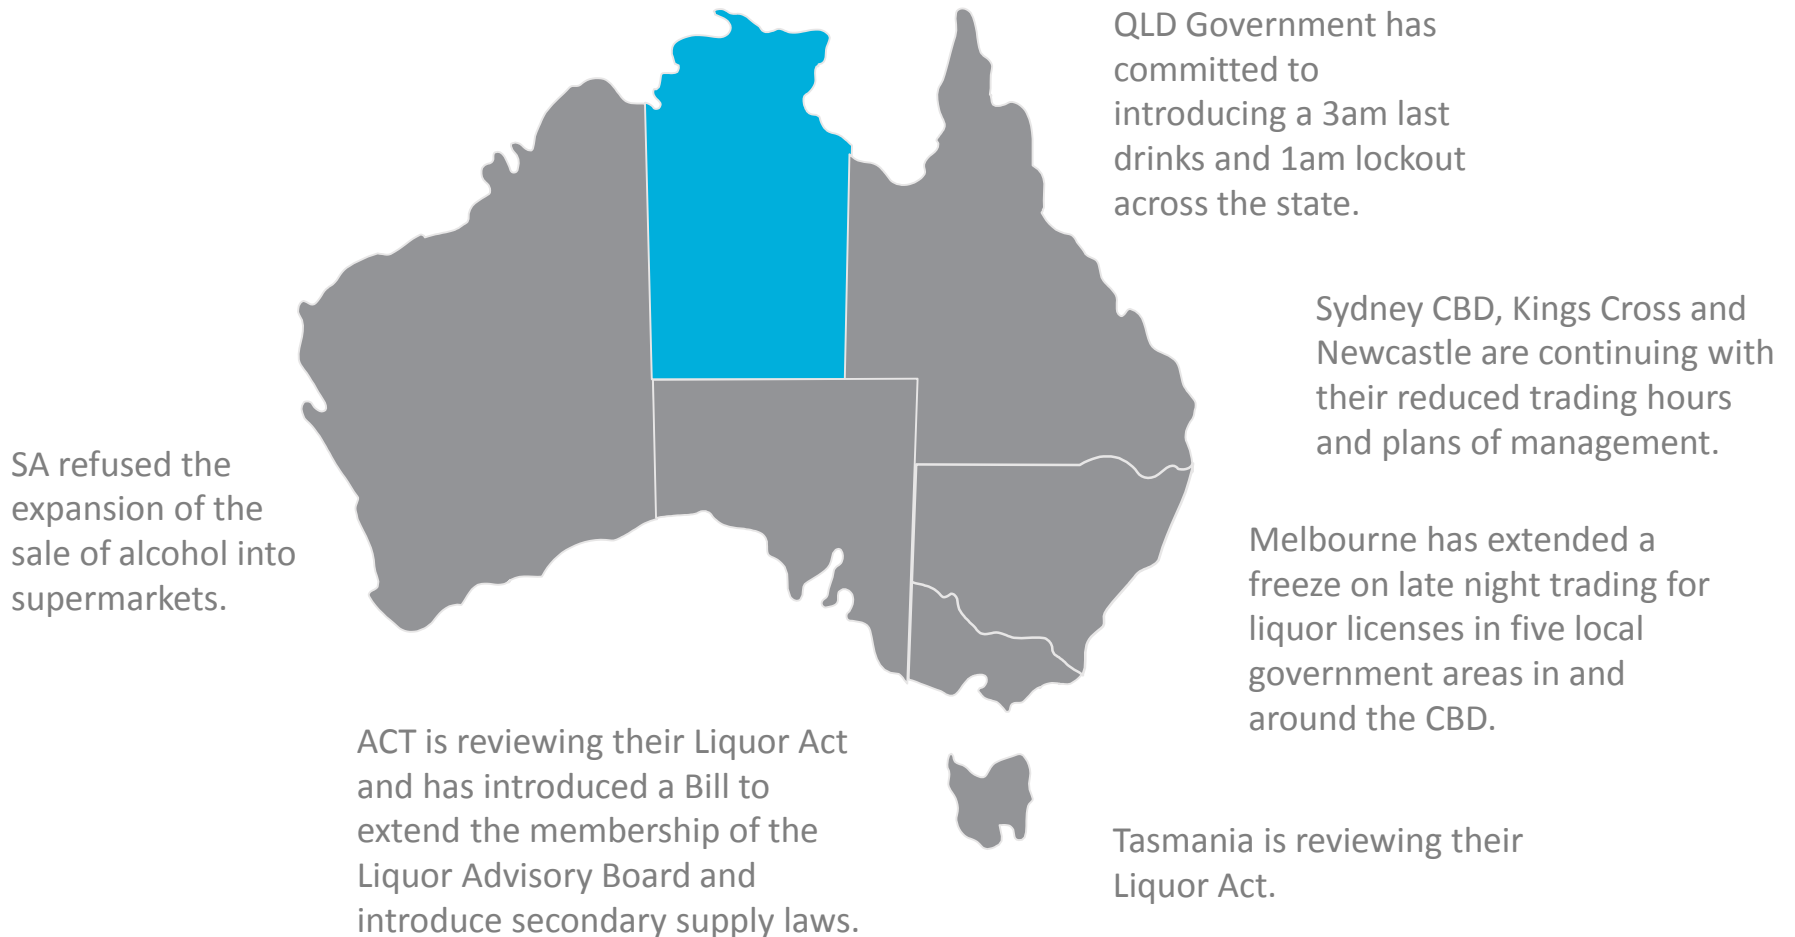 QLD Government has
committed to
introducing a 3am last
drinks and 1am lockout
across the state.
Sydney CBD, Kings Cross and
Newcastle are continuing with
their reduced trading hours
and plans of management.
SA refused the
expansion of the
sale of alcohol into
supermarkets.
Melbourne has extended a
freeze on late night trading for
liquor licenses in five local
government areas in and
around the CBD.
ACT is reviewing their Liquor Act
and has introduced a Bill to
extend the membership of the
Liquor Advisory Board and
introduce secondary supply laws.
Tasmania is reviewing their
Liquor Act.